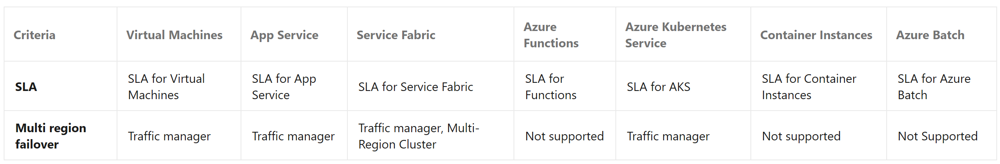 Criteria
Virtual Machines
App Service
Service Fabric
Azure
Functions
Azure Kubernetes
Service
Container Instances
Azure Batch
SLA
SLA for Virtual
Machines
SLA for App
Service
SLA for Service Fabric
SLA for
Functions
SLA for AKS
SLA for Container
Instances
SLA for Azure
Batch
Multi region
failover
Traffic manager
Traffic manager
Traffic manager, Multi-
Region Cluster
Not supported
Traffic manager
Not supported
Not Supported